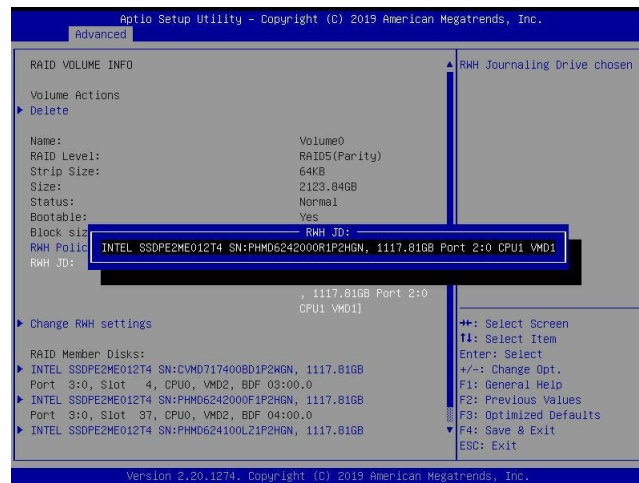 Aptio Setup Utility – Copyright (C) 2019 American Megatrends, Inc.
Advanced
RAID VOLUME INFO
Volume Actions
Delete
Name: Volume0
RAID Level: RAID5(Parity)
Strip Size: 64KB
Size: 2123.84GB
Status: Normal
Bootable: Yes
Block siz
RWH Polic
RWH JD:
RWH JD:
INTEL SSDPE2ME012T4 SN:PHMD6242000R1P2HGN, 1117.81GB Port 2:0 CPU1 VMD1
, 1117.81GB Port 2:0
CPU1 VMD1]
Change RWH settings
RAID Member Disks:
INTEL SSDPE2ME012T4 SN:CVMD717400BD1P2WGN, 1117.81GB
Port 3:0, Slot 4, CPU0, VMD2, BDF 03:00.0
INTEL SSDPE2ME012T4 SN:PHMD6242000F1P2HGN, 1117.81GB
Port 3:0, Slot 37, CPU0, VMD2, BDF 04:00.0
INTEL SSDPE2ME012T4 SN:PHMD624100LZ1P2HGN, 1117.81GB
RWH Journaling Drive chosen
→←: Select Screen
↑↓: Select Item
Enter: Select
+/-: Change Opt.
F1: General Help
F2: Previous Values
F3: Optimized Defaults
F4: Save & Exit
ESC: Exit
Version 2.20.1274. Copyright (C) 2019 American Megatrends, Inc.